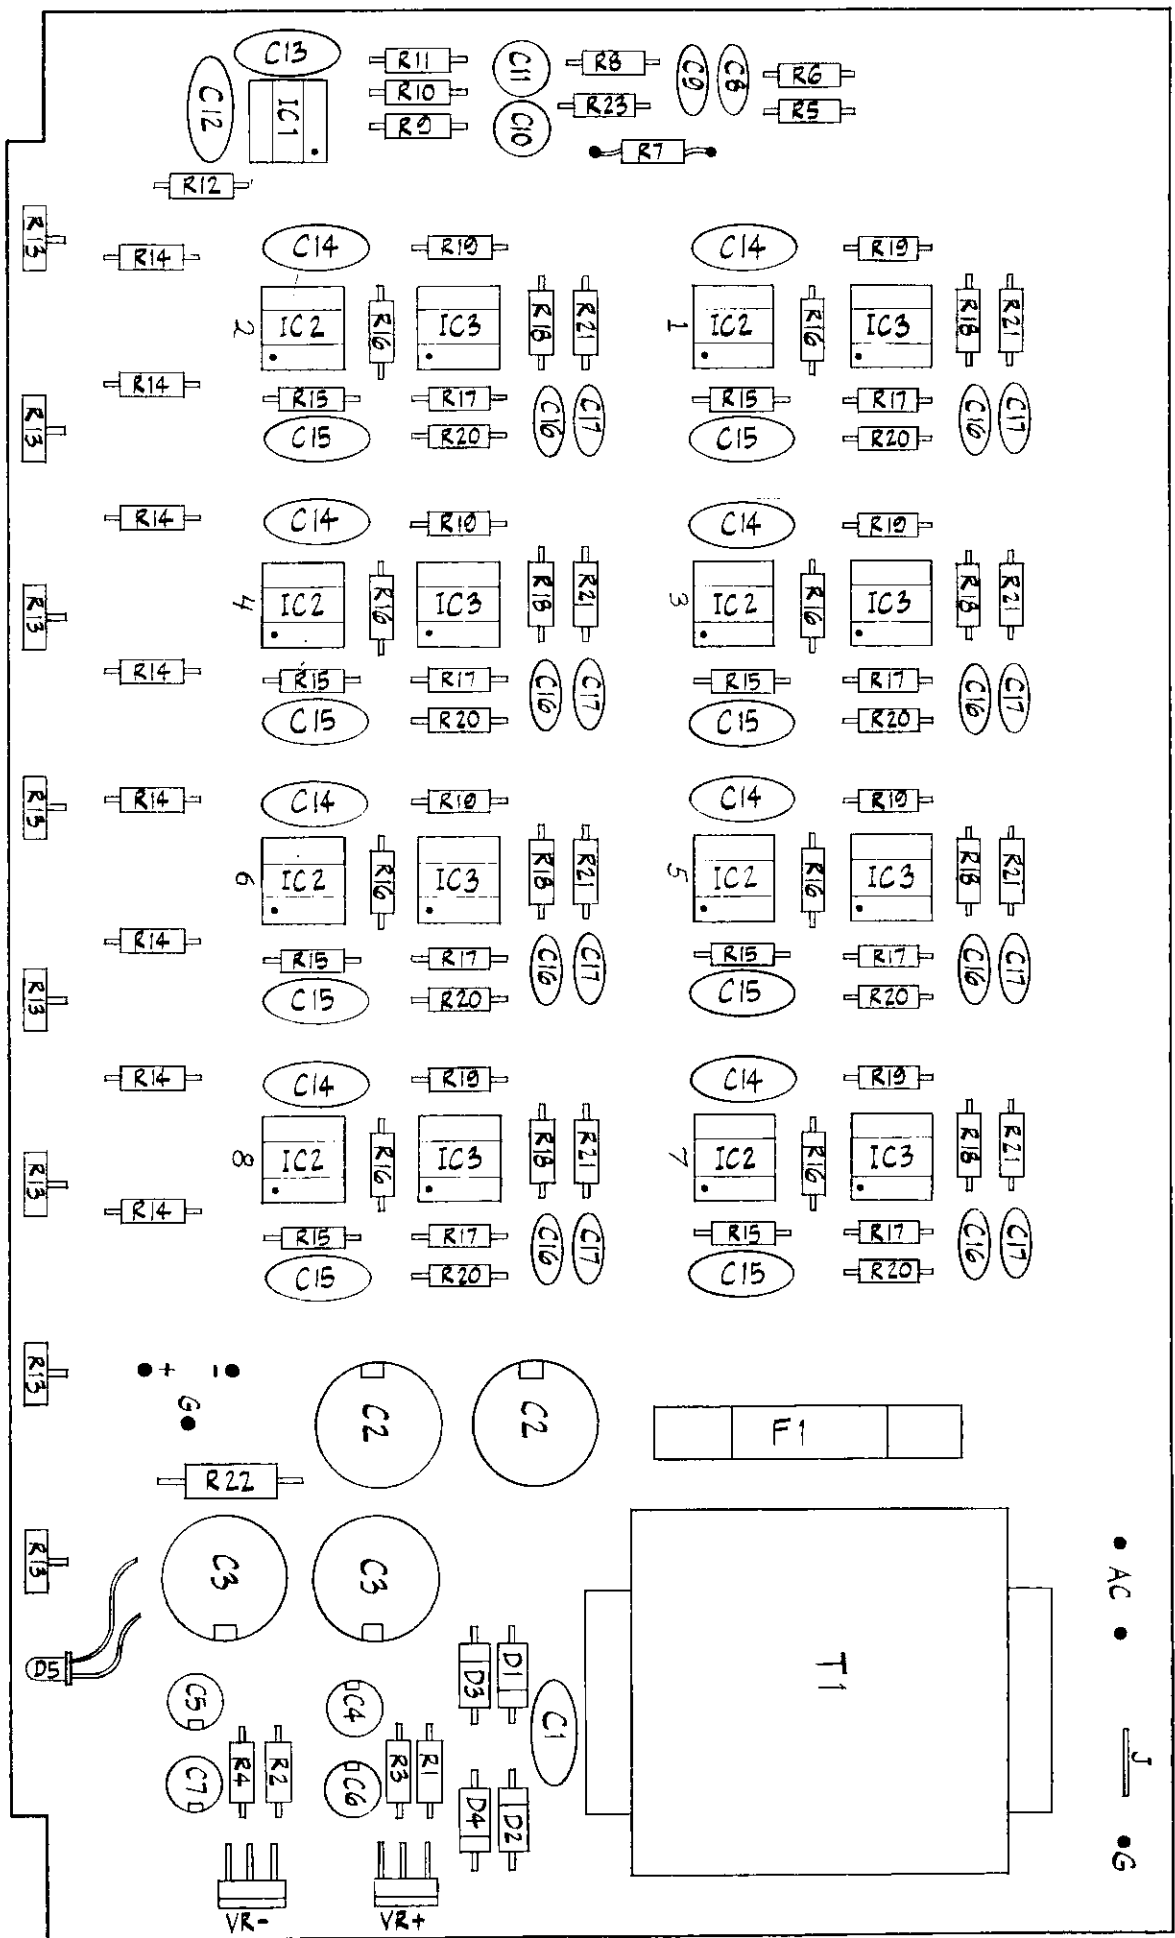 C13
R11
C11
R8
C9
C8
R6
C12
IC1
R10
R23
R5
R9
C10
R7
R12
R13
R14
C14
R19
C14
R19
2
IC2
R16
IC3
R18
R21
1
IC2
R16
IC3
R18
R21
R14
R13
R15
R17
C16
C17
R15
R17
C16
C17
C15
R20
C15
R20
R14
C14
R19
C14
R19
R13
4
IC2
R16
IC3
R18
R21
3
IC2
R16
IC3
R18
R21
R14
R15
R17
C16
C17
R15
R17
C16
C17
C15
R20
C15
R20
R13
R14
C14
R19
C14
R19
6
IC2
R16
IC3
R18
R21
5
IC2
R16
IC3
R18
R21
R14
R15
R17
C16
C17
R15
R17
C16
C17
R13
C15
R20
C15
R20
R14
C14
R19
C14
R19
R13
8
IC2
R16
IC3
R18
R21
7
IC2
R16
IC3
R18
R21
R14
R15
R17
C16
C17
R15
R17
C16
C17
C15
R20
C15
R20
R13
+
-
G
C2
C2
F1
R22
R13
C3
C3
AC
D5
C5
C4
D3
D1
C1
T1
C7
R4
R2
C6
R3
R1
D4
D2
J
G
VR-
VR+